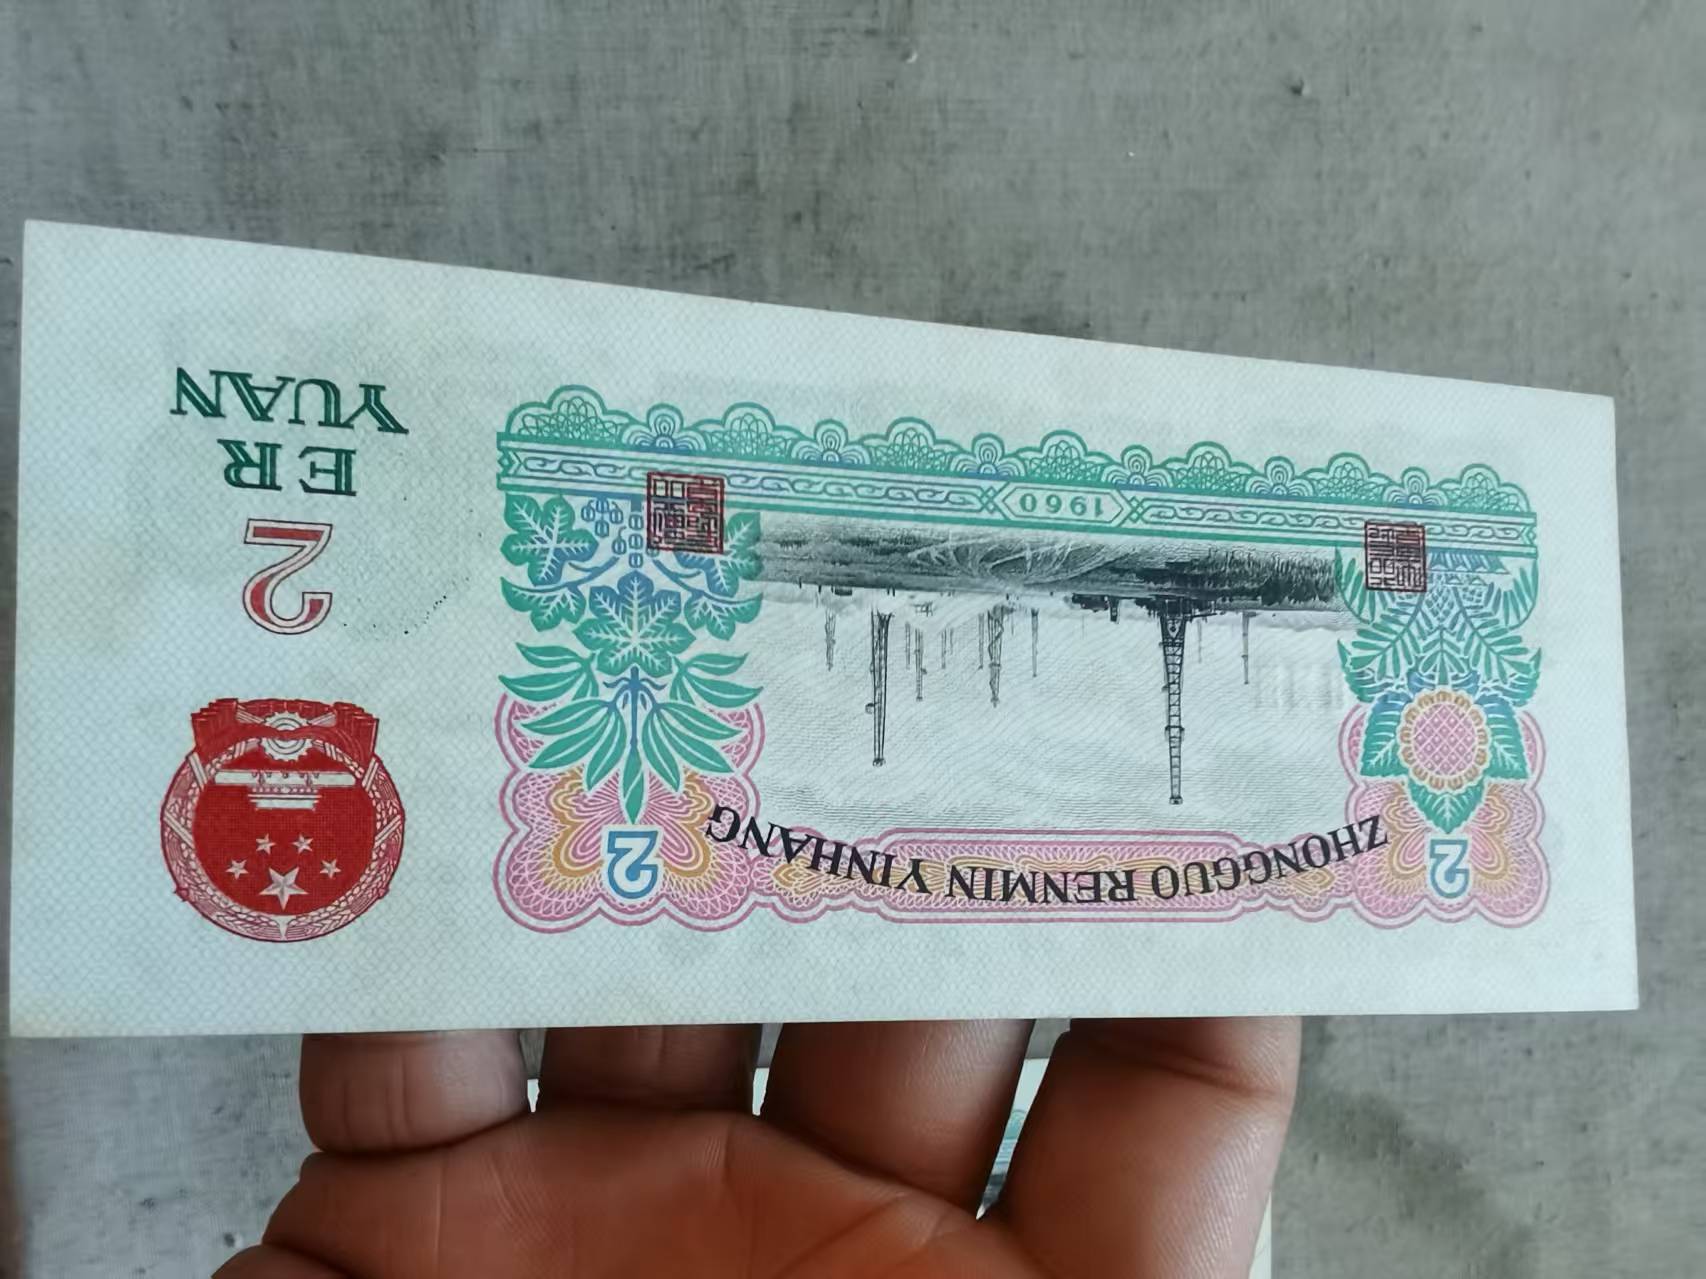 ZHONGGUO RENMIN YINHANG
2
2
1960
2
ER
YUAN